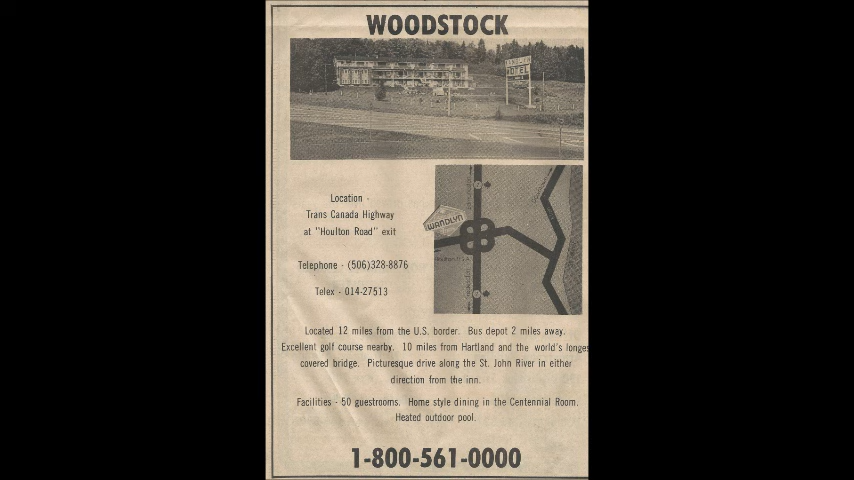 WOODSTOCK
WANDLYN
MOTEL
Location -
Trans Canada Highway
at "Houlton Road" exit
WANDLYN
Telephone - (506)328-8876
Telex - 014-27513
Located 12 miles from the U.S. border. Bus depot 2 miles away.
Excellent golf course nearby. 10 miles from Hartland and the world's longes
covered bridge. Picturesque drive along the St. John River in either
direction from the inn.
Facilities - 50 guestrooms. Home style dining in the Centennial Room.
Heated outdoor pool.
1-800-561-0000